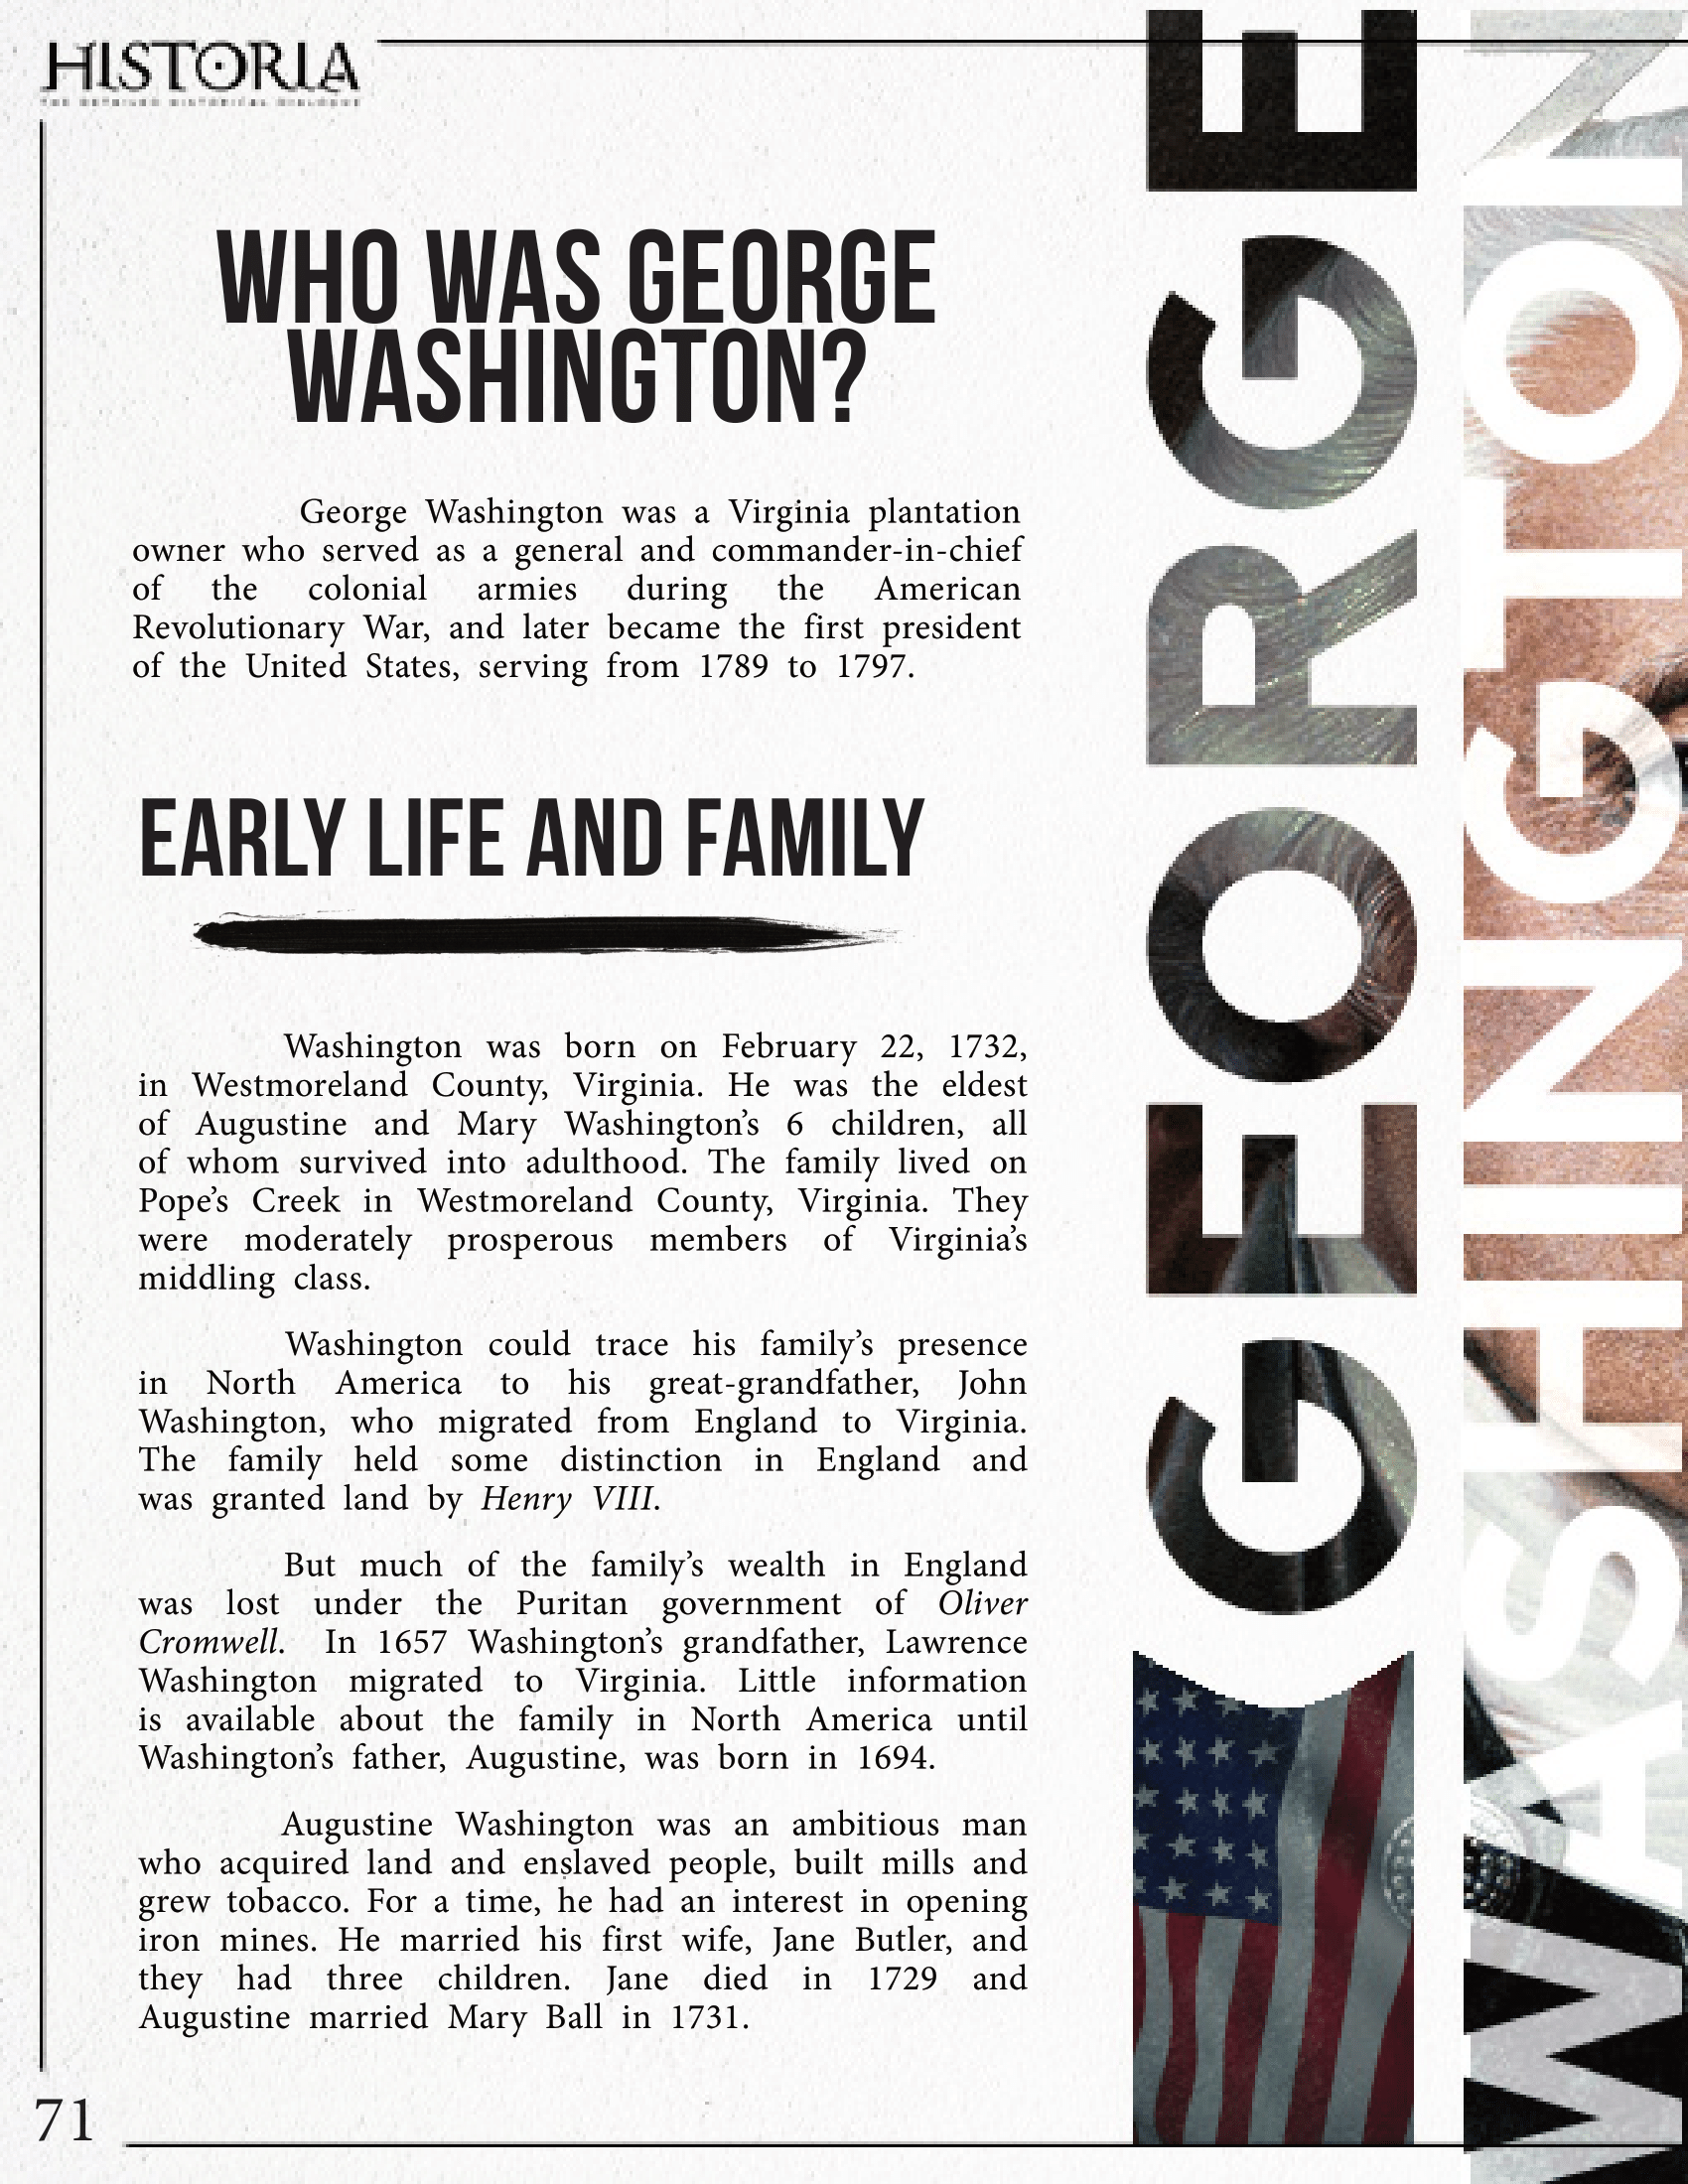 HISTORIA
WHO WAS GEORGE
WASHINGTON?
George Washington was a Virginia plantation
owner who served as a general and commander-in-chief
of the colonial armies during the American
Revolutionary War, and later became the first president
of the United States, serving from 1789 to 1797.
EARLY LIFE AND FAMILY
Washington was born on February 22, 1732,
in Westmoreland County, Virginia. He was the eldest
of Augustine and Mary Washington’s 6 children, all
of whom survived into adulthood. The family lived on
Pope’s Creek in Westmoreland County, Virginia. They
were moderately prosperous members of Virginia’s
middling class.
Washington could trace his family’s presence
in North America to his great-grandfather, John
Washington, who migrated from England to Virginia.
The family held some distinction in England and
was granted land by Henry VIII.
But much of the family’s wealth in England
was lost under the Puritan government of Oliver
Cromwell. In 1657 Washington’s grandfather, Lawrence
Washington migrated to Virginia. Little information
is available about the family in North America until
Washington’s father, Augustine, was born in 1694.
Augustine Washington was an ambitious man
who acquired land and enslaved people, built mills and
grew tobacco. For a time, he had an interest in opening
iron mines. He married his first wife, Jane Butler, and
they had three children. Jane died in 1729 and
Augustine married Mary Ball in 1731.
71
GEORGE
WASHINGTON